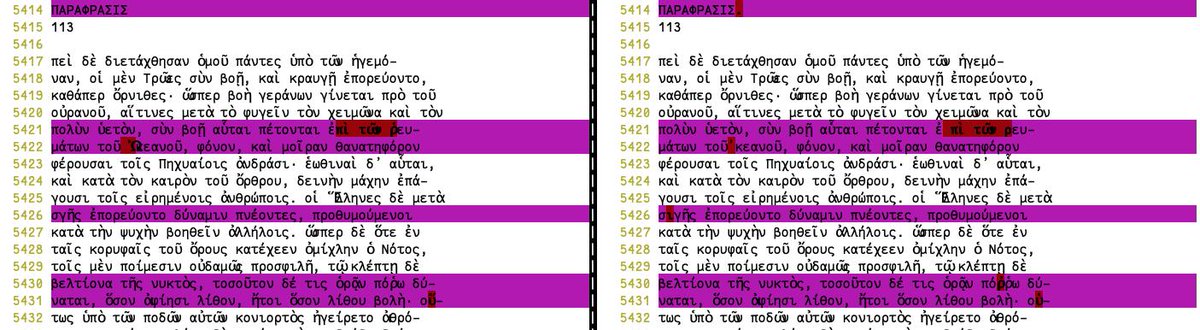 5414 ΠΑΡΑΦΡΑΣΙΣ
5415 113
5416
5417 πεὶ δὲ διετάχθησαν ὁμοῦ πάντες ὑπὸ τῶν ἡγεμό-
5418 ναν, οἱ μὲν Τρῶες σὺν βοῇ, καὶ κραυγῇ ἐπορεύοντο,
5419 καθάπερ ὄρνιθες· ὥσπερ βοὴ γεράνων γίνεται πρὸ τοῦ
5420 οὐρανοῦ, αἵτινες μετὰ τὸ φυγεῖν τὸν χειμῶνα καὶ τὸν
5421 πολὺν ὑετὸν, σὺν βοῇ αὗται πέτονται ἐπὶ τῶν ῥευ-
5422 μάτων τοῦ Ὠκεανοῦ, φόνον, καὶ μοῖραν θανατηφόρον
5423 φέρουσαι τοῖς Πηχυαίοις ἀνδράσι· ἑωθιναὶ δ’ αὗται,
5424 καὶ κατὰ τὸν καιρὸν τοῦ ὄρθρου, δεινὴν μάχην ἐπά-
5425 γουσι τοῖς εἰρημένοις ἀνθρώποις. οἱ Ἕλληνες δὲ μετὰ
5426 σγῆς ἐπορεύοντο δύναμιν πνέοντες, προθυμούμενοι
5427 κατὰ τὴν ψυχὴν βοηθεῖν ἀλλήλοις. ὥσπερ δὲ ὅτε ἐν
5428 ταῖς κορυφαῖς τοῦ ὄρους κατέχεεν ὁμίχλην ὁ Νότος,
5429 τοῖς μὲν ποίμεσιν οὐδαμῶς προσφιλῆ, τῷ κλέπτῃ δὲ
5430 βελτίονα τῆς νυκτὸς, τοσοῦτον δέ τις ὁρᾷν πόῤῥω δύ-
5431 ναται, ὅσον ἀφίησι λίθον, ἤτοι ὅσον λίθου βολὴ· οὕ-
5432 τως ὑπὸ τῶν ποδῶν αὐτῶν κονιορτὸς ἠγείρετο ἀθρό-
5414 ΠΑΡΑΦΡΑΣΙΣ.
5415 113
5416
5417 πεὶ δὲ διετάχθησαν ὁμοῦ πάντες ὑπὸ τῶν ἡγεμό-
5418 ναν, οἱ μὲν Τρῶες σὺν βοῇ, καὶ κραυγῇ ἐπορεύοντο,
5419 καθάπερ ὄρνιθες· ὥσπερ βοὴ γεράνων γίνεται πρὸ τοῦ
5420 οὐρανοῦ, αἵτινες μετὰ τὸ φυγεῖν τὸν χειμῶνα καὶ τὸν
5421 πολὺν ὑετὸν, σὺν βοῇ αὗται πέτονται ἐ πὶ τῶν ρευ-
5422 μάτων τοῦ᾿κεανοῦ, φόνον, καὶ μοῖραν θανατηφόρον
5423 φέρουσαι τοῖς Πηχυαίοις ἀνδράσι· ἑωθιναὶ δ’ αὗται,
5424 καὶ κατὰ τὸν καιρὸν τοῦ ὄρθρου, δεινὴν μάχην ἐπά-
5425 γουσι τοῖς εἰρημένοις ἀνθρώποις. οἱ Ἕλληνες δὲ μετὰ
5426 σιγῆς ἐπορεύοντο δύναμιν πνέοντες, προθυμούμενοι
5427 κατὰ τὴν ψυχὴν βοηθεῖν ἀλλήλοις. ὥσπερ δὲ ὅτε ἐν
5428 ταῖς κορυφαῖς τοῦ ὄρους κατέχεεν ὁμίχλην ὁ Νότος,
5429 τοῖς μὲν ποίμεσιν οὐδαμῶς προσφιλῆ, τῷ κλέπτῃ δὲ
5430 βελτίονα τῆς νυκτὸς, τοσοῦτον δέ τις ὁρᾷν πόῤῥω δύ-
5431 ναται, ὅσον ἀφίησι λίθον, ἤτοι ὅσον λίθου βολὴ· οὔ-
5432 τως ὑπὸ τῶν ποδῶν αὐτῶν κονιορτὸς ἠγείρετο ἀθρό-